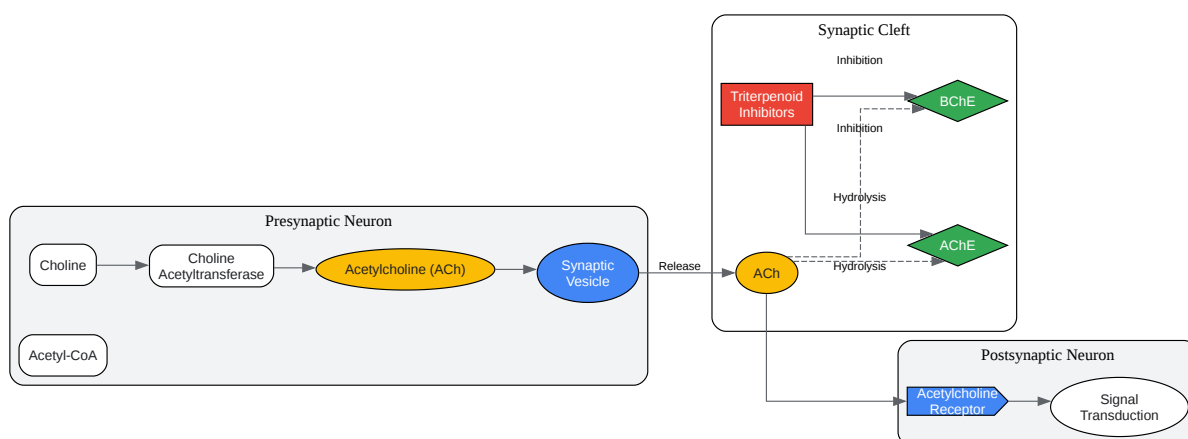 Synaptic Cleft
Inhibition
Triterpenoid
Inhibitors
BChE
Inhibition
Hydrolysis
Presynaptic Neuron
Choline
Choline
Acetyltransferase
Acetylcholine (ACh)
Synaptic
Vesicle
Release
ACh
Hydrolysis
AChE
Acetyl-CoA
Postsynaptic Neuron
Acetylcholine
Receptor
Signal
Transduction